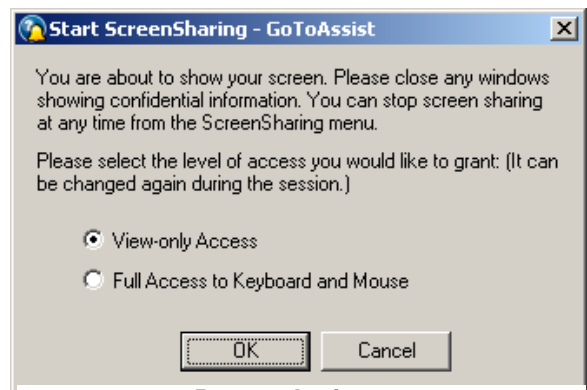 Start ScreenSharing - GoToAssist
You are about to show your screen. Please close any windows
showing confidential information. You can stop screen sharing
at any time from the ScreenSharing menu.
Please select the level of access you would like to grant: (It can
be changed again during the session.)
View-only Access
Full Access to Keyboard and Mouse
OK
Cancel